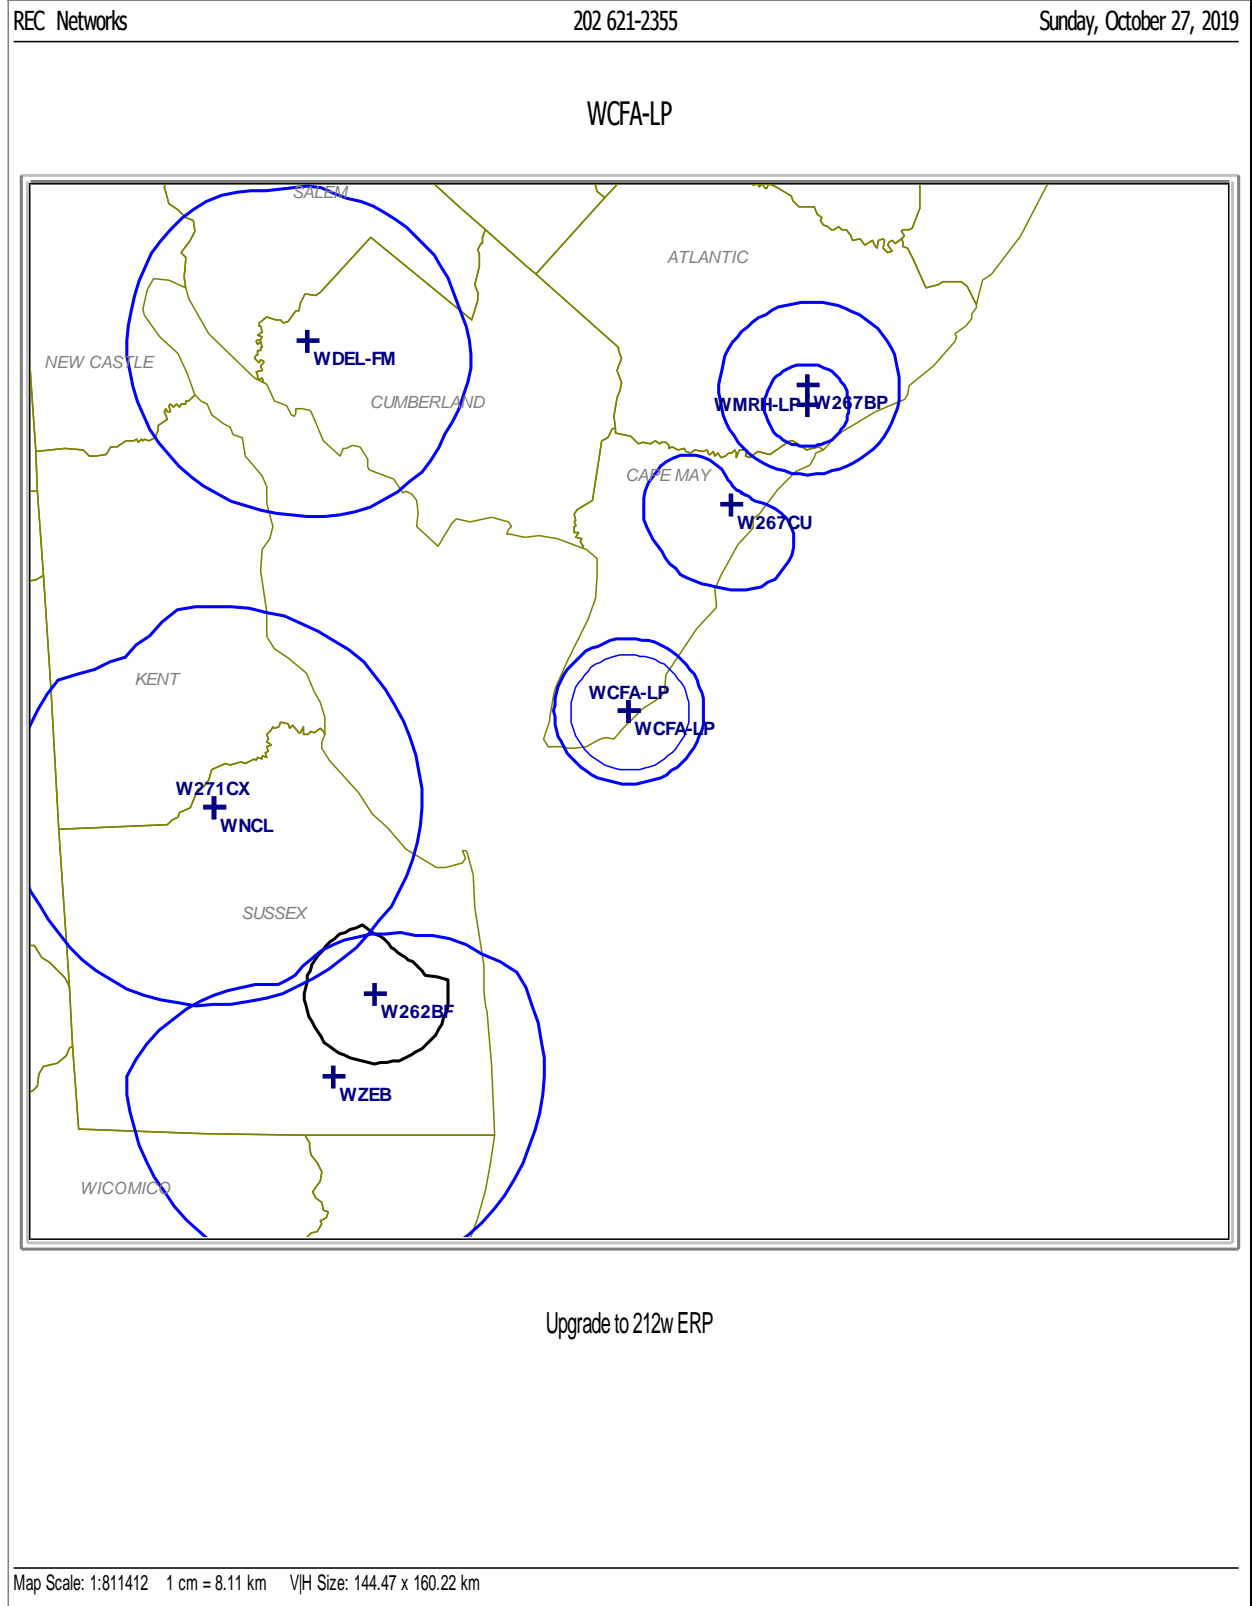 REC Networks 202 621-2355 Sunday, October 27, 2019
WCFA-LP
SALEM
ATLANTIC
WDEL-FM
NEW CASTLE
CUMBERLAND
WMRH-LP W267BP
CAPE MAY
W267CU
KENT
WCFA-LP
WCFA-LP
W271CX
WNCL
SUSSEX
W262BF
WZEB
WICOMICO
Upgrade to 212w ERP
Map Scale: 1:811412 1 cm = 8.11 km V|H Size: 144.47 x 160.22 km